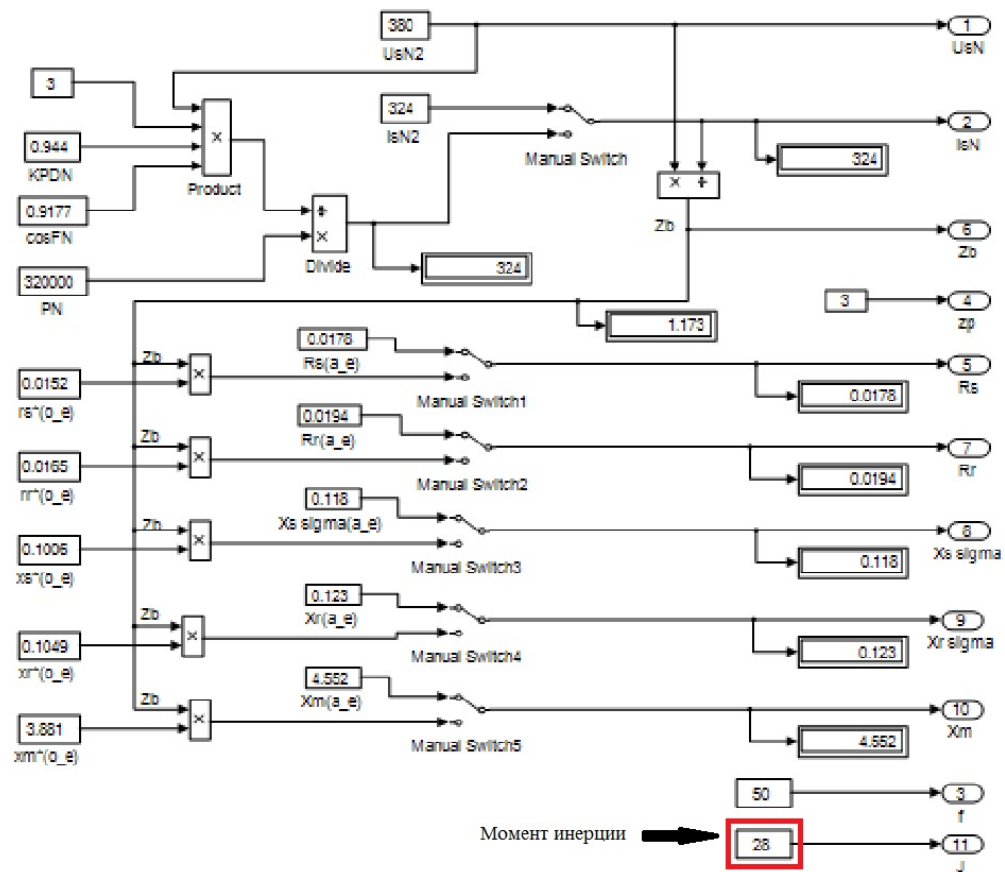 380
UsN2
1
UsN
3
324
IsN2
Manual Switch
2
IsN
324
0.944
KPDN
×
Product
0.9177
cosFN
÷
×
Divide
324
× ÷
Zb
6
Zb
320000
PN
3
4
zp
1.173
Zb
×
0.0178
Rs(a_e)
Manual Switch1
0.0152
rs*(o_e)
5
Rs
0.0178
Zb
×
0.0194
Rr(a_e)
Manual Switch2
0.0165
rr*(o_e)
7
Rr
0.0194
Zb
×
0.118
Xs sigma(a_e)
Manual Switch3
0.1006
xs*(o_e)
8
Xs sigma
0.118
Zb
×
0.123
Xr(a_e)
Manual Switch4
0.1049
xr*(o_e)
9
Xr sigma
0.123
Zb
×
4.552
Xm(a_e)
Manual Switch5
3.881
xm*(o_e)
10
Xm
4.552
50
3
f
Момент инерции
28
11
J